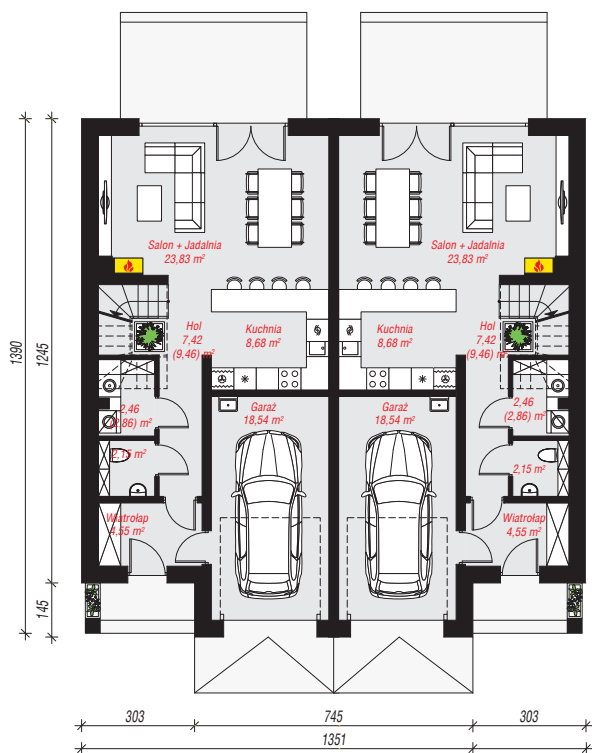 Salon + Jadalnia
23,83 m²
Salon + Jadalnia
23,83 m²
Hol
7,42
(9,46) m²
Kuchnia
8,68 m²
Kuchnia
8,68 m²
Hol
7,42
(9,46) m²
2,46
(2,86) m²
Garaż
18,54 m²
Garaż
18,54 m²
2,46
(2,86) m²
2,15 m²
2,15 m²
Wiatrołap
4,55 m²
Wiatrołap
4,55 m²
1390
1245
145
303
745
303
1351